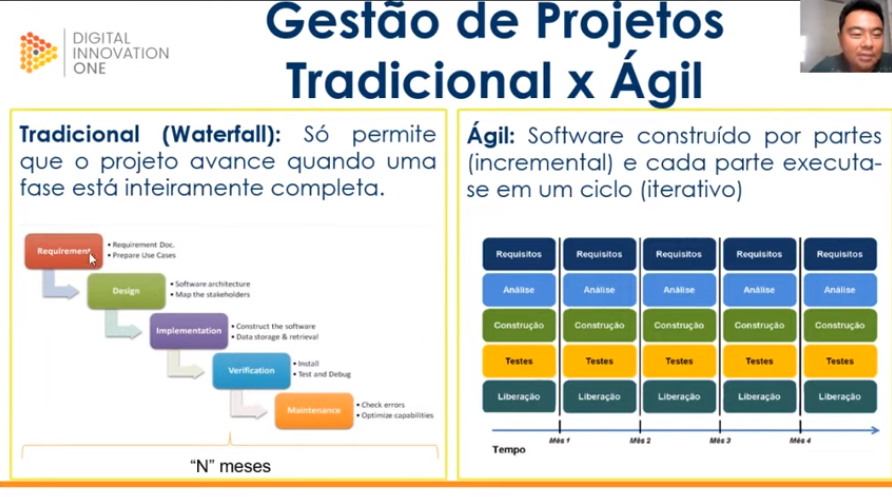 DIGITAL
INNOVATION
ONE
Gestão de Projetos
Tradicional x Ágil
Tradicional (Waterfall): Só permite
que o projeto avance quando uma
fase está inteiramente completa.
Requirement
• Requirement Doc.
• Prepare Use Cases
Design
• Software architecture
• Map the stakeholders
Implementation
• Construct the software
• Data storage & retrieval
Verification
• Install
• Test and Debug
Maintenance
• Check errors
• Optimize capabilities
“N” meses
Ágil: Software construído por partes
(incremental) e cada parte executa-
se em um ciclo (iterativo)
Requisitos Requisitos Requisitos Requisitos Requisitos
Análise Análise Análise Análise Análise
Construção Construção Construção Construção Construção
Testes Testes Testes Testes Testes
Liberação Liberação Liberação Liberação Liberação
Mês 1 Mês 2 Mês 3 Mês 4
Tempo